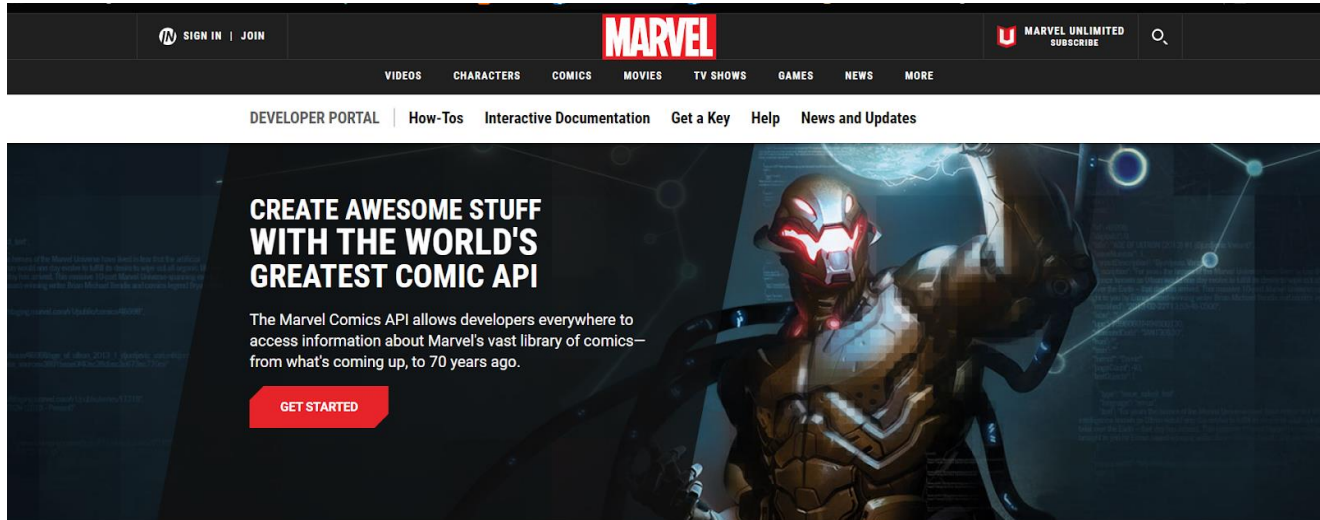 SIGN IN | JOIN
MARVEL
MARVEL UNLIMITED
SUBSCRIBE
VIDEOS CHARACTERS COMICS MOVIES TV SHOWS GAMES NEWS MORE
DEVELOPER PORTAL How-Tos Interactive Documentation Get a Key Help News and Updates
CREATE AWESOME STUFF
WITH THE WORLD'S
GREATEST COMIC API
The Marvel Comics API allows developers everywhere to
access information about Marvel's vast library of comics—
from what's coming up, to 70 years ago.
GET STARTED